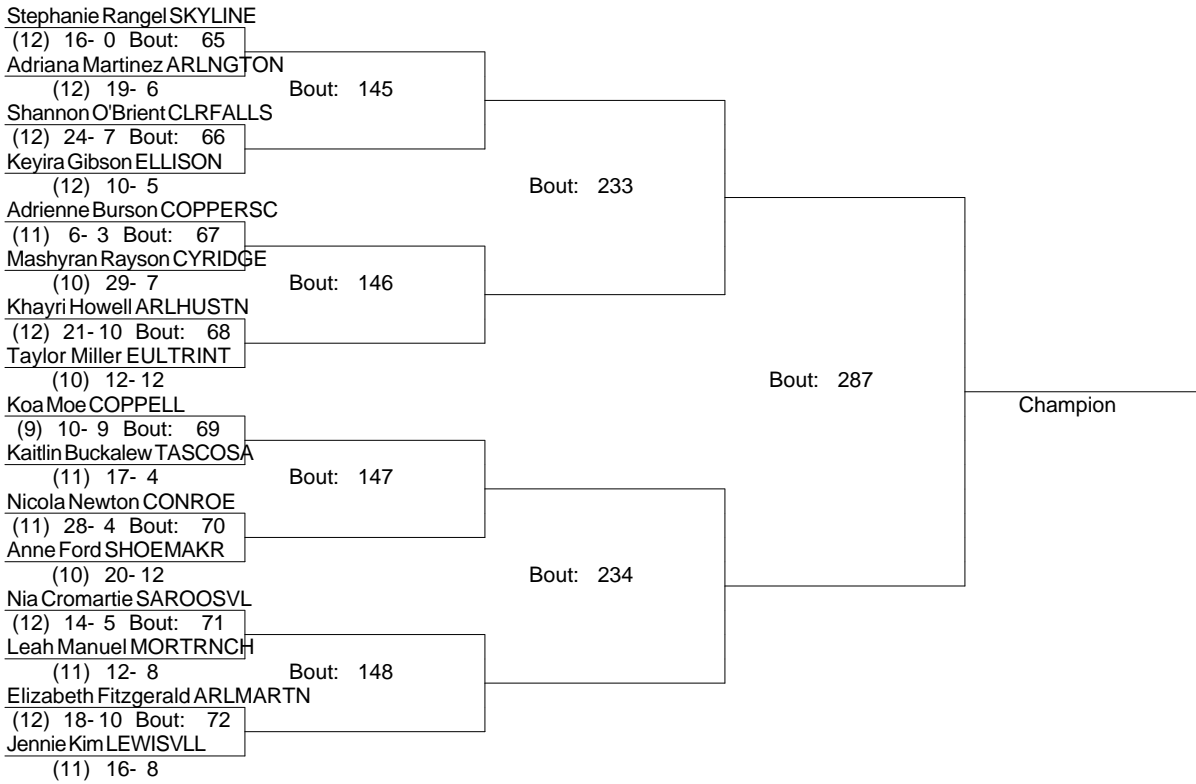 Stephanie Rangel SKYLINE
(12) 16- 0 Bout: 65
Adriana Martinez ARLNGTON
(12) 19- 6 Bout: 145
Shannon O'Brient CLRFALLS
(12) 24- 7 Bout: 66
Keyira Gibson ELLISON
(12) 10- 5 Bout: 233
Adrienne Burson COPPERSC
(11) 6- 3 Bout: 67
Mashyran Rayson CYRIDGE
(10) 29- 7 Bout: 146
Khayri Howell ARLHUSTN
(12) 21- 10 Bout: 68
Taylor Miller EULTRINT
(10) 12- 12 Bout: 287
Koa Moe COPPELL Champion
(9) 10- 9 Bout: 69
Kaitlin Buckalew TASCOSA
(11) 17- 4 Bout: 147
Nicola Newton CONROE
(11) 28- 4 Bout: 70
Anne Ford SHOEMAKR
(10) 20- 12 Bout: 234
Nia Cromartie SAROOSVL
(12) 14- 5 Bout: 71
Leah Manuel MORTRNCH
(11) 12- 8 Bout: 148
Elizabeth Fitzgerald ARLMARTN
(12) 18- 10 Bout: 72
Jennie Kim LEWISVLL
(11) 16- 8